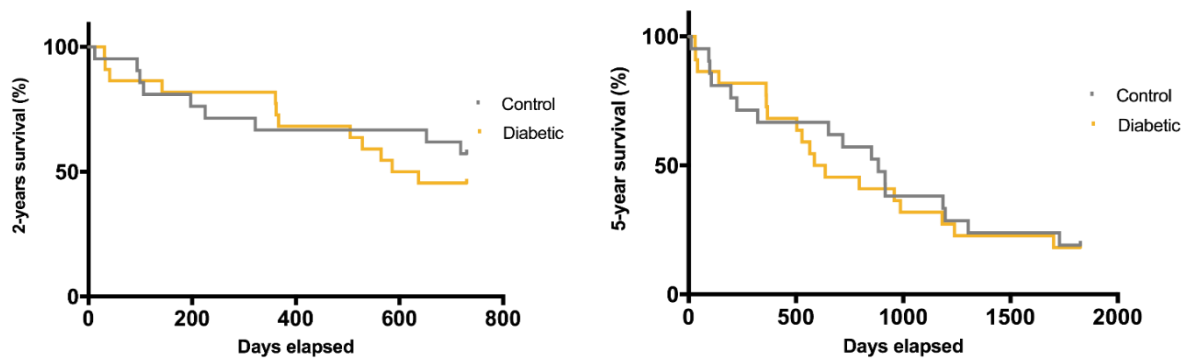 2-years survival (%)
100
50
0
0 200 400 600 800
Days elapsed
Control
Diabetic
5-year survival (%)
100
50
0
0 500 1000 1500 2000
Days elapsed
Control
Diabetic